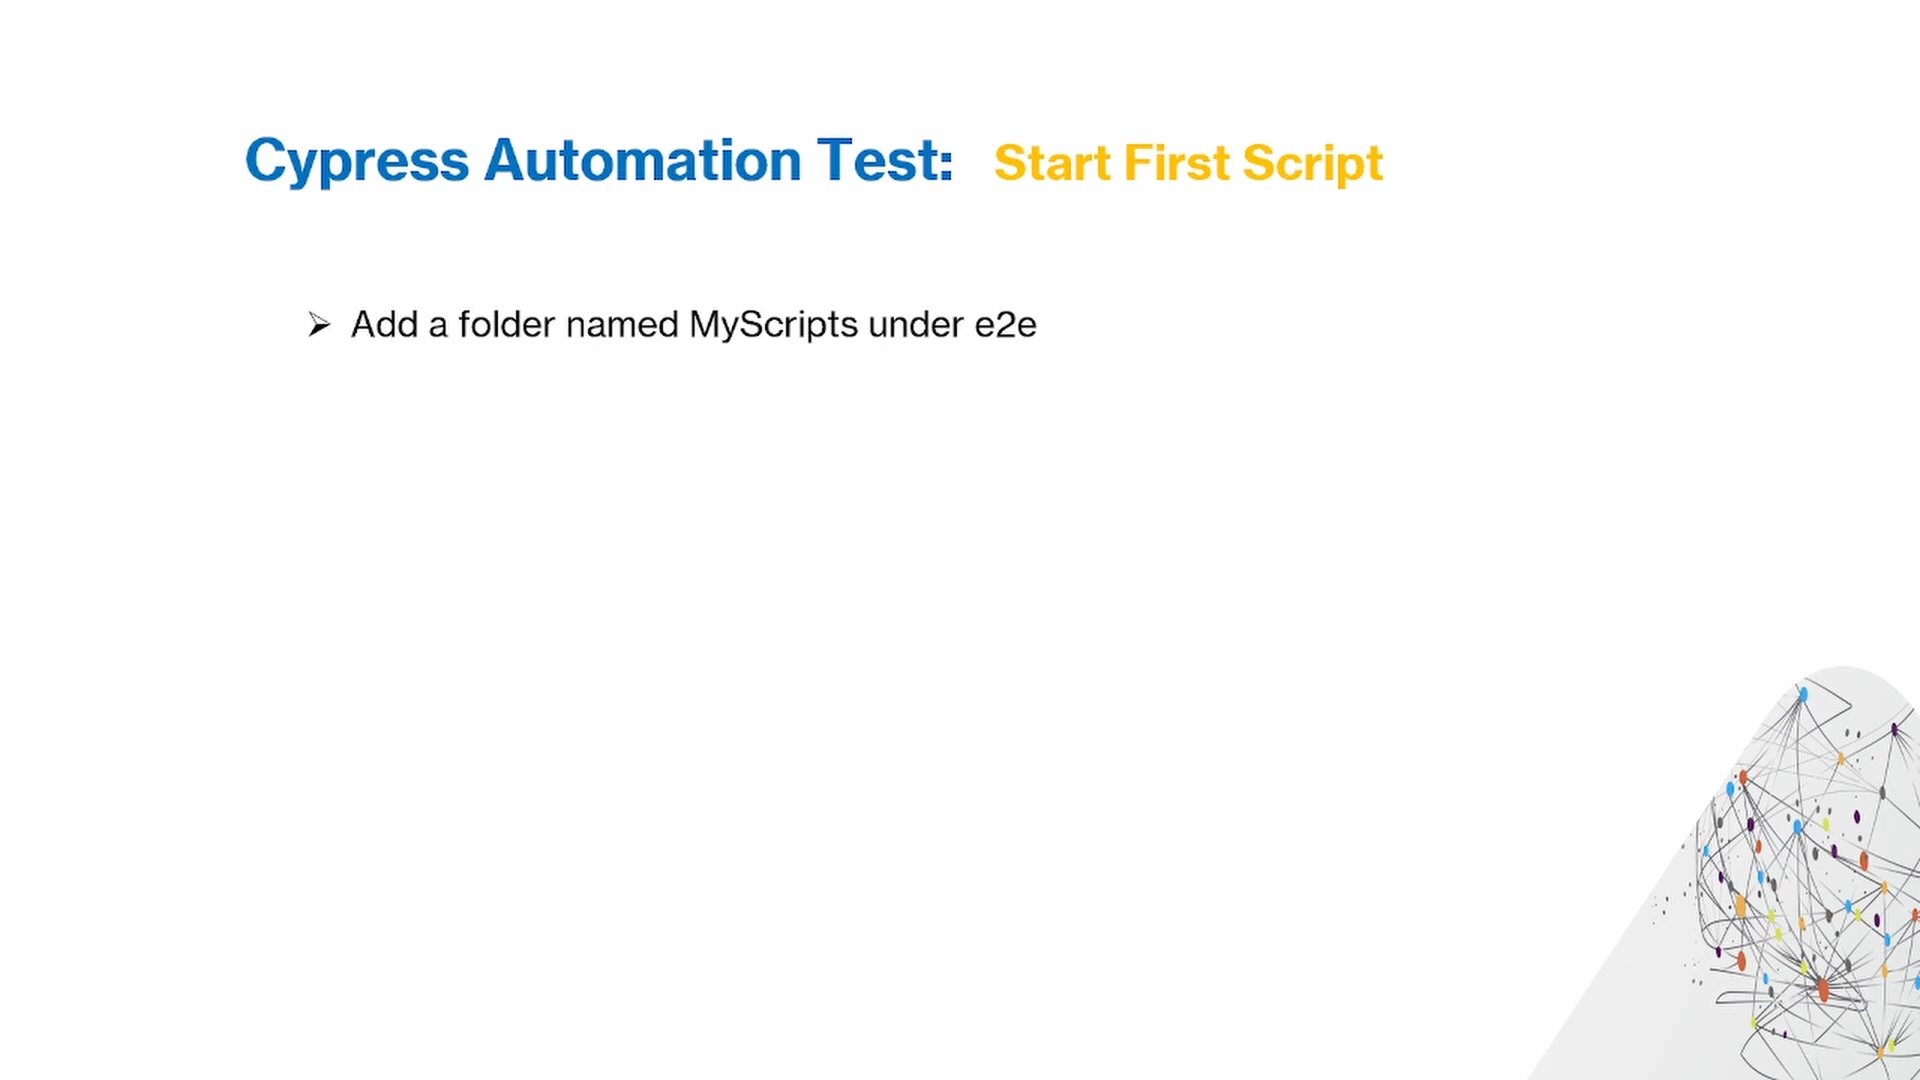 Cypress Automation Test: Start First Script
➢ Add a folder named MyScripts under e2e